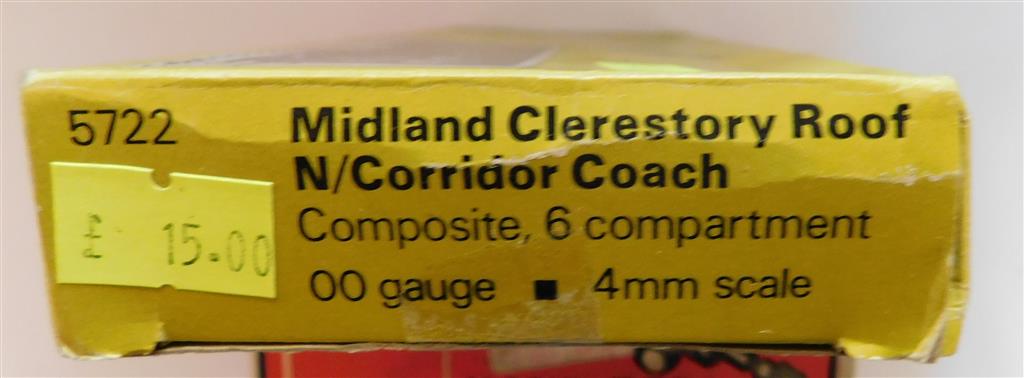 5722
Midland Clerestory Roof
N/Corridor Coach
Composite, 6 compartment
00 gauge ■ 4mm scale
£ 15.00